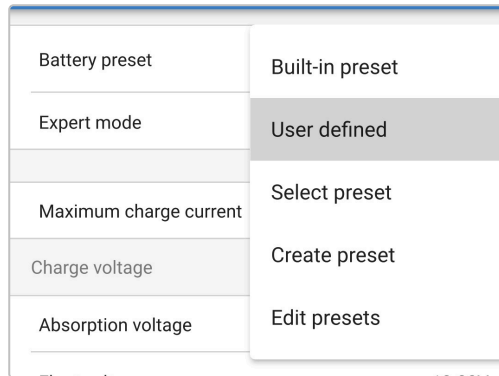 Battery preset
Built-in preset
Expert mode
User defined
Select preset
Maximum charge current
Create preset
Charge voltage
Edit presets
Absorption voltage